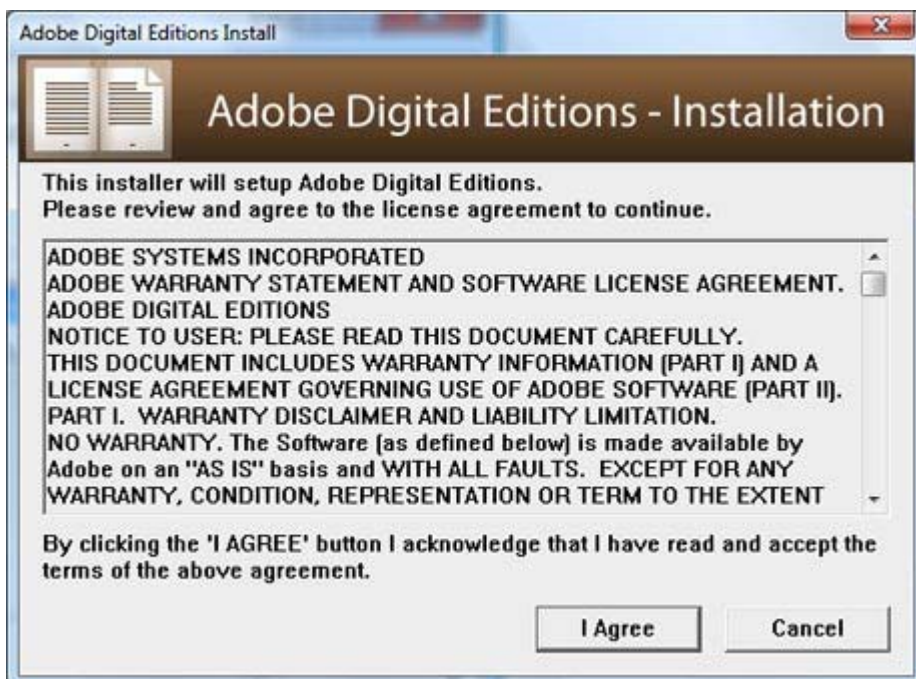 Adobe Digital Editions Install
Adobe Digital Editions - Installation
This installer will setup Adobe Digital Editions.
Please review and agree to the license agreement to continue.
ADOBE SYSTEMS INCORPORATED
ADOBE WARRANTY STATEMENT AND SOFTWARE LICENSE AGREEMENT.
ADOBE DIGITAL EDITIONS
NOTICE TO USER: PLEASE READ THIS DOCUMENT CAREFULLY.
THIS DOCUMENT INCLUDES WARRANTY INFORMATION (PART I) AND A
LICENSE AGREEMENT GOVERNING USE OF ADOBE SOFTWARE (PART II).
PART I.  WARRANTY DISCLAIMER AND LIABILITY LIMITATION.
NO WARRANTY. The Software (as defined below) is made available by
Adobe on an "AS IS" basis and WITH ALL FAULTS.  EXCEPT FOR ANY
WARRANTY, CONDITION, REPRESENTATION OR TERM TO THE EXTENT
By clicking the 'I AGREE' button I acknowledge that I have read and accept the
terms of the above agreement.
I Agree
Cancel